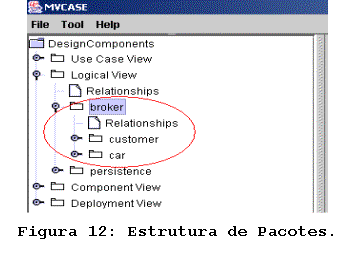 MVCASE
File Tool Help
DesignComponents
Use Case View
Logical View
Relationships
broker
Relationships
customer
car
persistence
Component View
Deployment View
Figura 12: Estrutura de Pacotes.